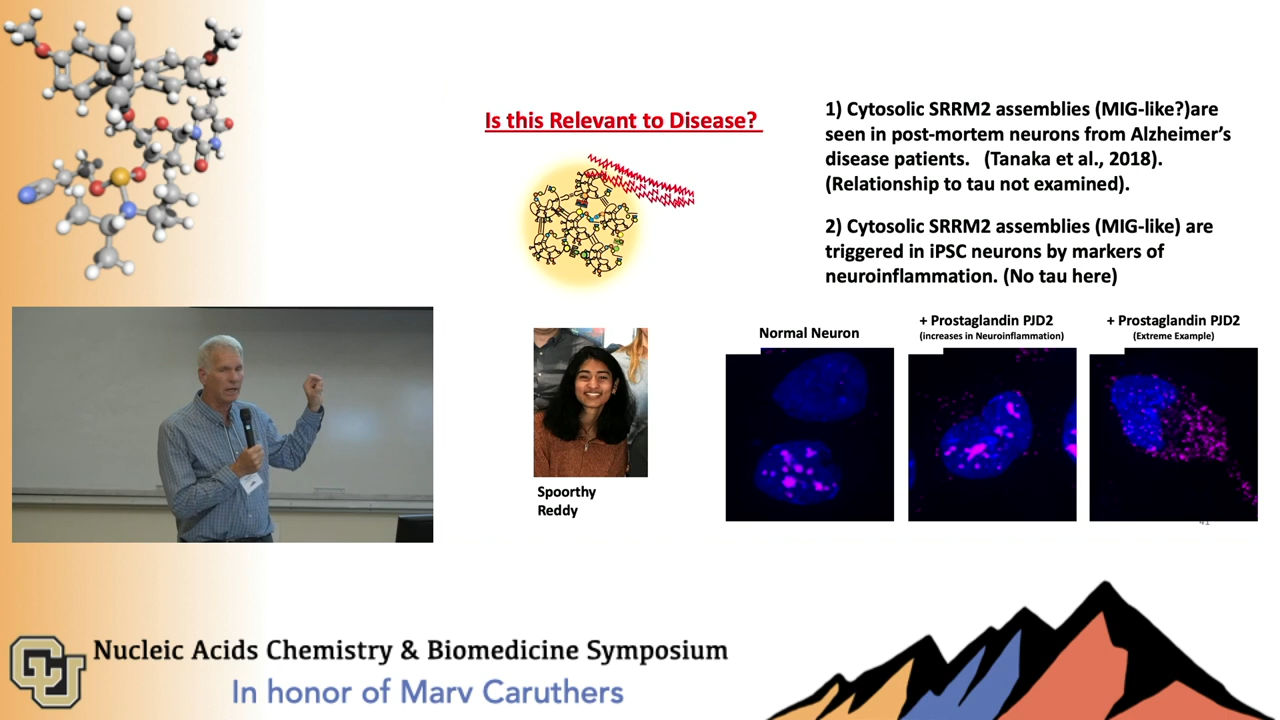 Is this Relevant to Disease?
1) Cytosolic SRRM2 assemblies (MIG-like?)are
seen in post-mortem neurons from Alzheimer's
disease patients. (Tanaka et al., 2018).
(Relationship to tau not examined).
2) Cytosolic SRRM2 assemblies (MIG-like) are
triggered in iPSC neurons by markers of
neuroinflammation. (No tau here)
Spoorthy
Reddy
Normal Neuron
+ Prostaglandin PJD2
(increases in Neuroinflammation)
+ Prostaglandin PJD2
(Extreme Example)
41
CU
Nucleic Acids Chemistry & Biomedicine Symposium
In honor of Marv Caruthers